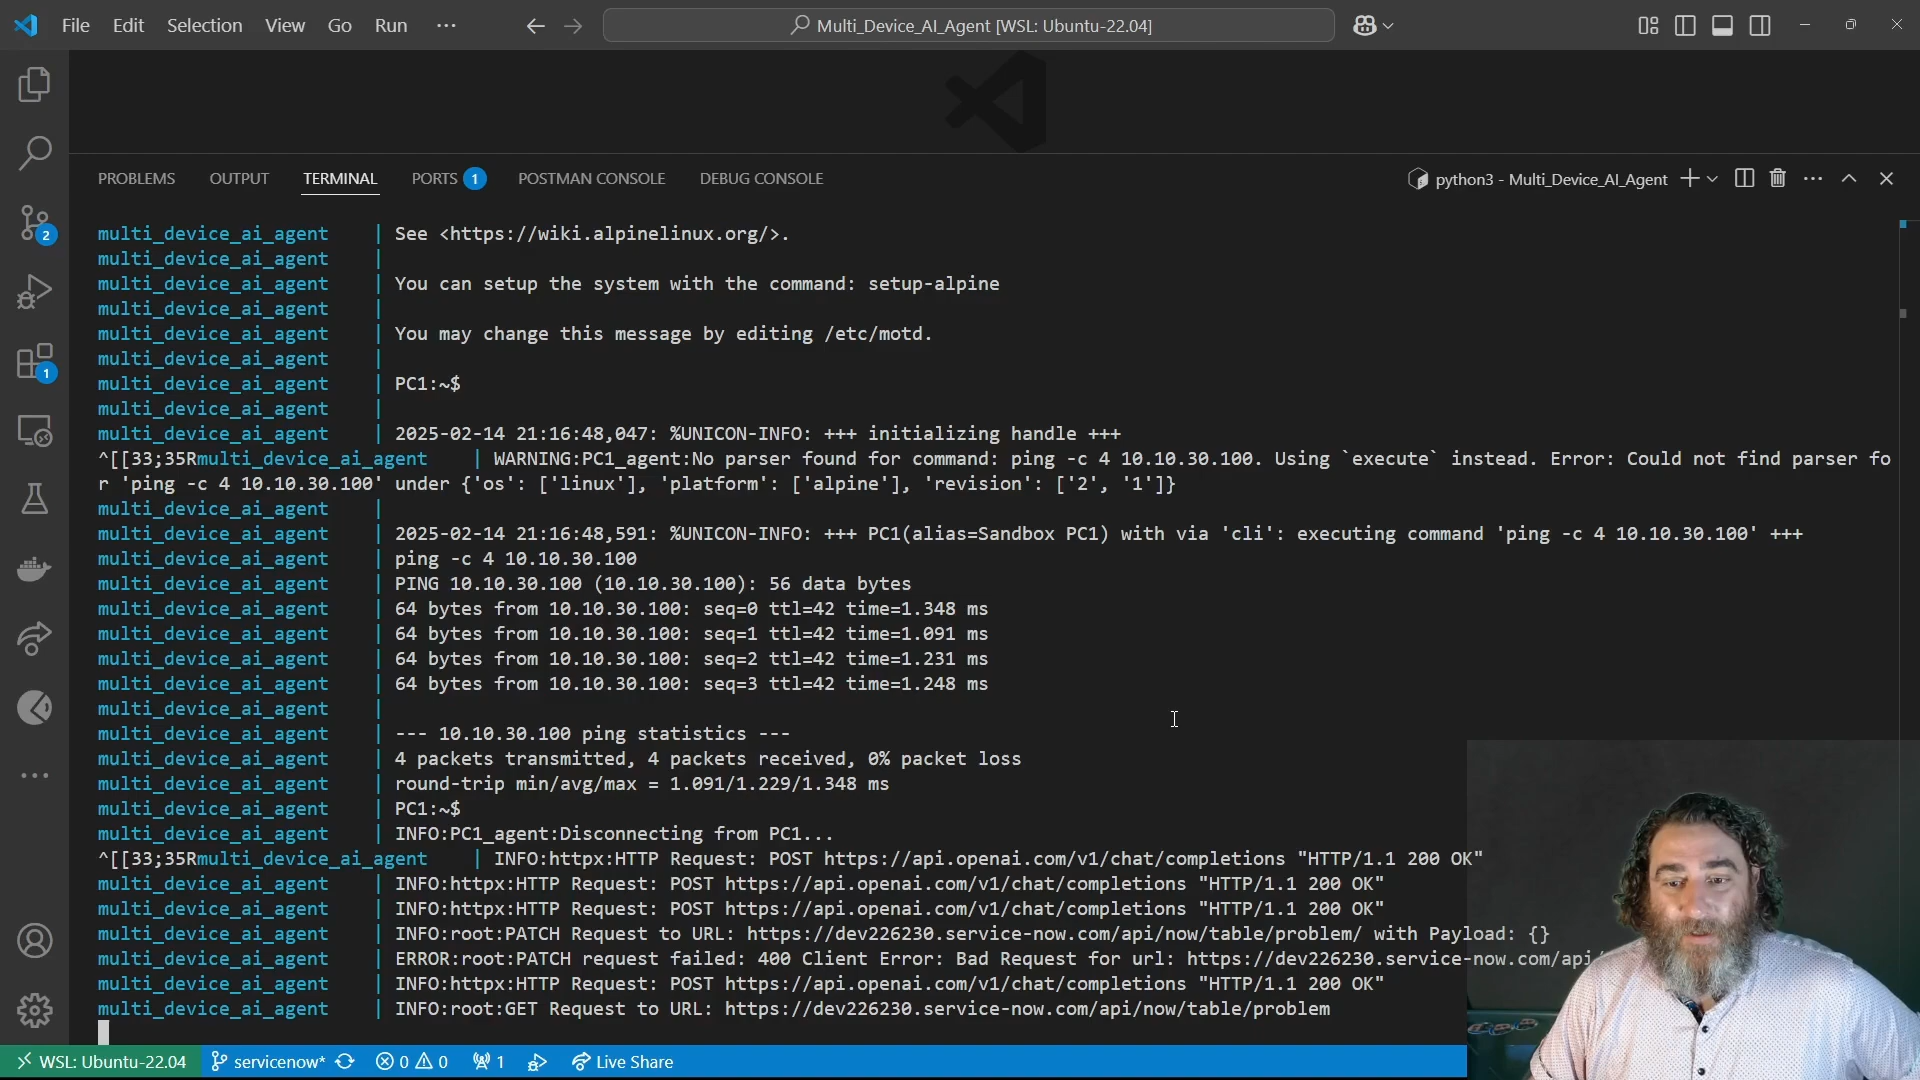 File Edit Selection View Go Run ··· Multi_Device_AI_Agent [WSL: Ubuntu-22.04]
PROBLEMS OUTPUT TERMINAL PORTS 1 POSTMAN CONSOLE DEBUG CONSOLE python3 - Multi_Device_AI_Agent
multi_device_ai_agent | See <https://wiki.alpinelinux.org/>.
multi_device_ai_agent |
multi_device_ai_agent | You can setup the system with the command: setup-alpine
multi_device_ai_agent |
multi_device_ai_agent | You may change this message by editing /etc/motd.
multi_device_ai_agent |
multi_device_ai_agent | PC1:~$
multi_device_ai_agent |
multi_device_ai_agent | 2025-02-14 21:16:48,047: %UNICON-INFO: +++ initializing handle +++
^[[33;35Rmulti_device_ai_agent | WARNING:PC1_agent:No parser found for command: ping -c 4 10.10.30.100. Using `execute` instead. Error: Could not find parser fo
r 'ping -c 4 10.10.30.100' under {'os': ['linux'], 'platform': ['alpine'], 'revision': ['2', '1']}
multi_device_ai_agent |
multi_device_ai_agent | 2025-02-14 21:16:48,591: %UNICON-INFO: +++ PC1(alias=Sandbox PC1) with via 'cli': executing command 'ping -c 4 10.10.30.100' +++
multi_device_ai_agent | ping -c 4 10.10.30.100
multi_device_ai_agent | PING 10.10.30.100 (10.10.30.100): 56 data bytes
multi_device_ai_agent | 64 bytes from 10.10.30.100: seq=0 ttl=42 time=1.348 ms
multi_device_ai_agent | 64 bytes from 10.10.30.100: seq=1 ttl=42 time=1.091 ms
multi_device_ai_agent | 64 bytes from 10.10.30.100: seq=2 ttl=42 time=1.231 ms
multi_device_ai_agent | 64 bytes from 10.10.30.100: seq=3 ttl=42 time=1.248 ms
multi_device_ai_agent |
multi_device_ai_agent | --- 10.10.30.100 ping statistics ---
multi_device_ai_agent | 4 packets transmitted, 4 packets received, 0% packet loss
multi_device_ai_agent | round-trip min/avg/max = 1.091/1.229/1.348 ms
multi_device_ai_agent | PC1:~$
multi_device_ai_agent | INFO:PC1_agent:Disconnecting from PC1...
^[[33;35Rmulti_device_ai_agent | INFO:httpx:HTTP Request: POST https://api.openai.com/v1/chat/completions "HTTP/1.1 200 OK"
multi_device_ai_agent | INFO:httpx:HTTP Request: POST https://api.openai.com/v1/chat/completions "HTTP/1.1 200 OK"
multi_device_ai_agent | INFO:httpx:HTTP Request: POST https://api.openai.com/v1/chat/completions "HTTP/1.1 200 OK"
multi_device_ai_agent | INFO:root:PATCH Request to URL: https://dev226230.service-now.com/api/now/table/problem/ with Payload: {}
multi_device_ai_agent | ERROR:root:PATCH request failed: 400 Client Error: Bad Request for url: https://dev226230.service-now.com/api/
multi_device_ai_agent | INFO:httpx:HTTP Request: POST https://api.openai.com/v1/chat/completions "HTTP/1.1 200 OK"
multi_device_ai_agent | INFO:root:GET Request to URL: https://dev226230.service-now.com/api/now/table/problem
2
1
WSL: Ubuntu-22.04 servicenow* 0 0 1 Live Share